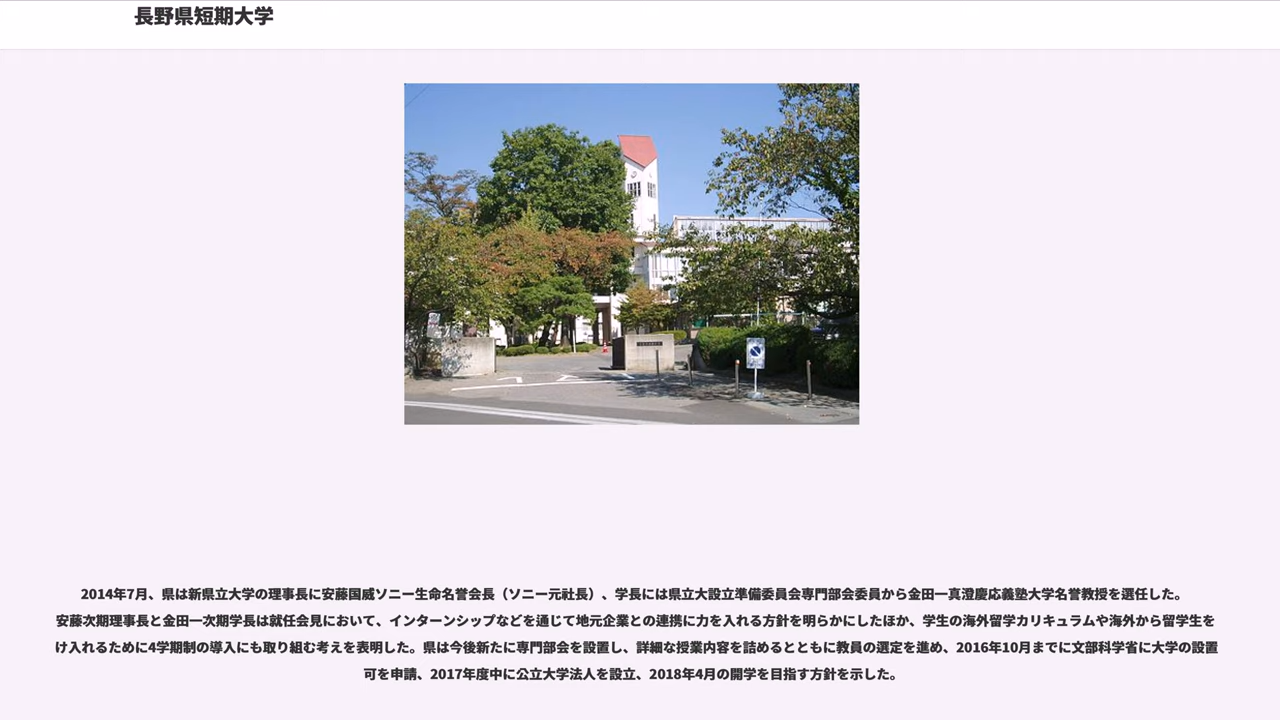 長野県短期大学
2014年7月、県は新県立大学の理事長に安藤国威ソニー生命名誉会長（ソニー元社長）、学長には県立大設立準備委員会専門部会委員から金田一真澄慶応義塾大学名誉教授を選任した。
安藤次期理事長と金田一次期学長は就任会見において、インターンシップなどを通じて地元企業との連携に力を入れる方針を明らかにしたほか、学生の海外留学カリキュラムや海外から留学生を
け入れるために4学期制の導入にも取り組む考えを表明した。県は今後新たに専門部会を設置し、詳細な授業内容を詰めるとともに教員の選定を進め、2016年10月までに文部科学省に大学の設置
可を申請、2017年度中に公立大学法人を設立、2018年4月の開学を目指す方針を示した。